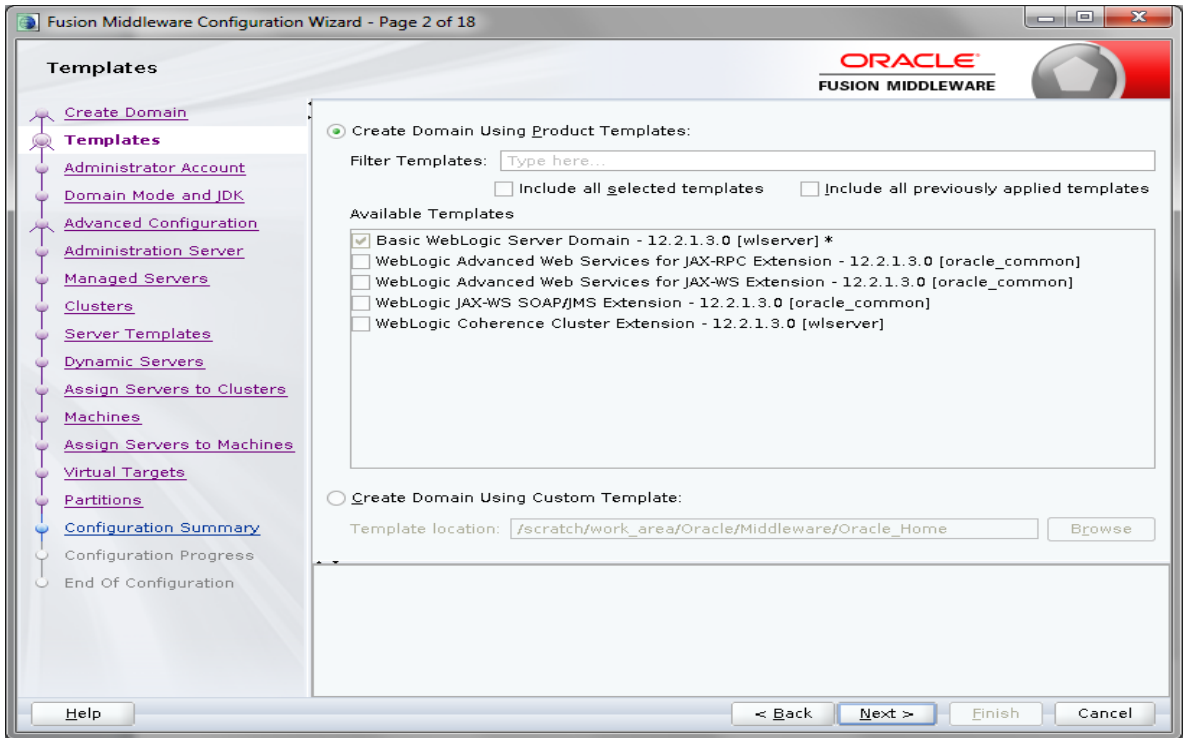 Fusion Middleware Configuration Wizard - Page 2 of 18
Templates
ORACLE
FUSION MIDDLEWARE
Create Domain
Templates
Administrator Account
Domain Mode and JDK
Advanced Configuration
Administration Server
Managed Servers
Clusters
Server Templates
Dynamic Servers
Assign Servers to Clusters
Machines
Assign Servers to Machines
Virtual Targets
Partitions
Configuration Summary
Configuration Progress
End Of Configuration
Create Domain Using Product Templates:
Filter Templates: Type here...
Include all selected templates Include all previously applied templates
Available Templates
Basic WebLogic Server Domain - 12.2.1.3.0 [wlserver] *
WebLogic Advanced Web Services for JAX-RPC Extension - 12.2.1.3.0 [oracle_common]
WebLogic Advanced Web Services for JAX-WS Extension - 12.2.1.3.0 [oracle_common]
WebLogic JAX-WS SOAP/JMS Extension - 12.2.1.3.0 [oracle_common]
WebLogic Coherence Cluster Extension - 12.2.1.3.0 [wlserver]
Create Domain Using Custom Template:
Template location: /scratch/work_area/Oracle/Middleware/Oracle_Home Browse
Help < Back Next > Finish Cancel